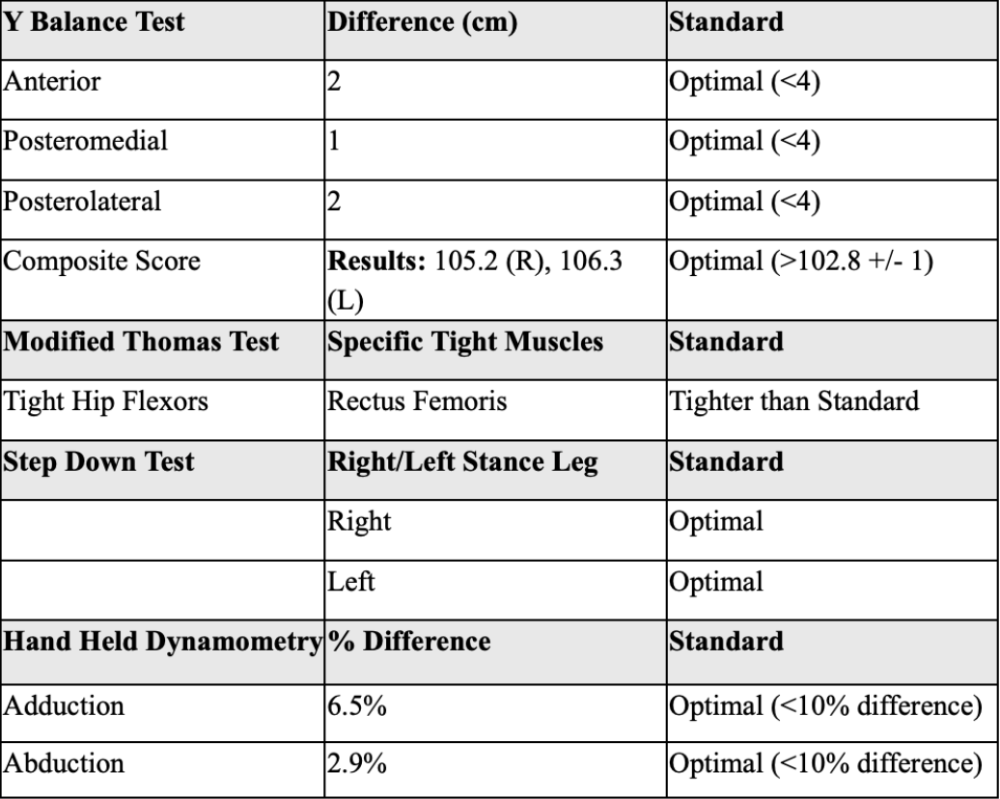 Y Balance Test Difference (cm) Standard
Anterior 2 Optimal (<4)
Posteromedial 1 Optimal (<4)
Posterolateral 2 Optimal (<4)
Composite Score Results: 105.2 (R), 106.3 Optimal (>102.8 +/- 1)
(L)
Modified Thomas Test Specific Tight Muscles Standard
Tight Hip Flexors Rectus Femoris Tighter than Standard
Step Down Test Right/Left Stance Leg Standard
Right Optimal
Left Optimal
Hand Held Dynamometry % Difference Standard
Adduction 6.5% Optimal (<10% difference)
Abduction 2.9% Optimal (<10% difference)